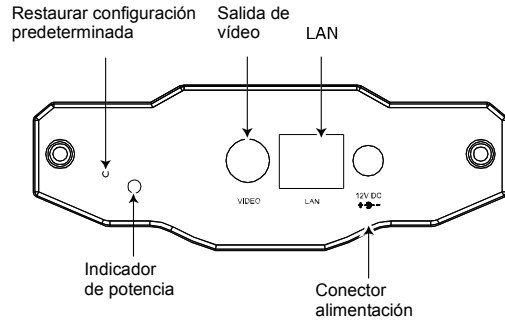 Restaurar configuración
predeterminada
Salida de
vídeo
LAN
VIDEO
LAN
12V DC
Indicador
de potencia
Conector
alimentación